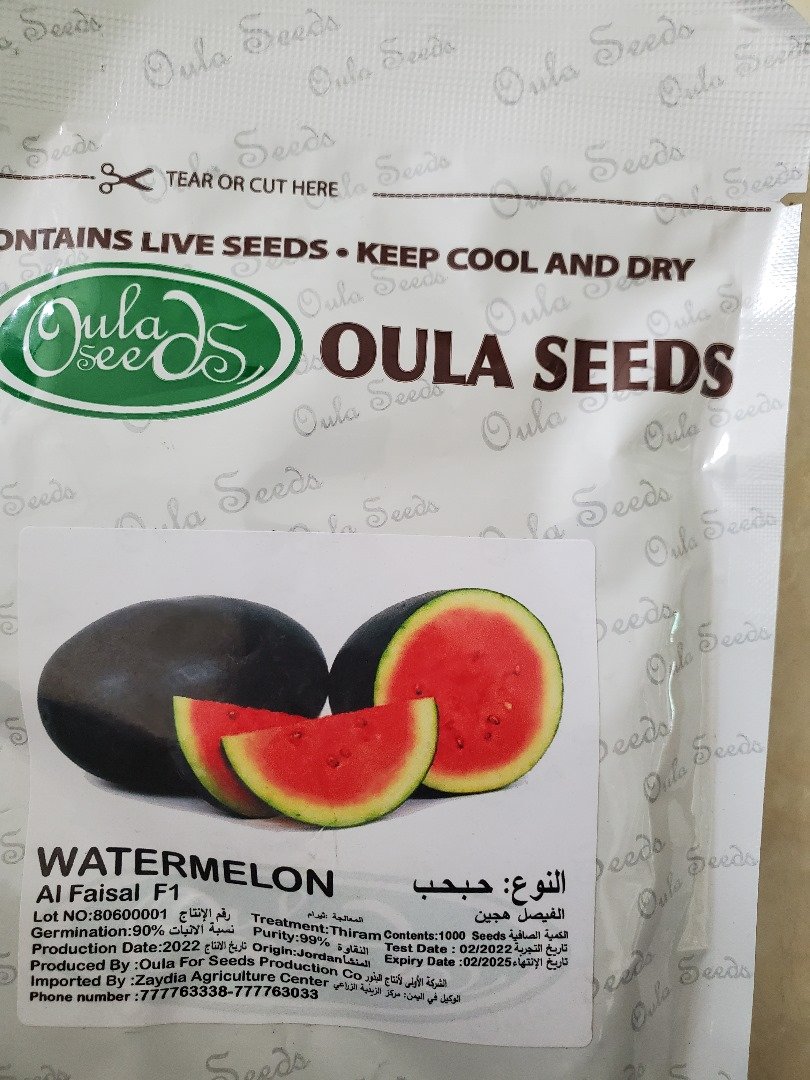 TEAR OR CUT HERE
ONTAINS LIVE SEEDS • KEEP COOL AND DRY
Oula seeds
OULA SEEDS
WATERMELON
النوع: حبحب
Al Faisal F1
الفيصل هجين
Lot NO:80600001 رقم الإنتاج
Treatment:Thiram المعالجة: ثيرام
Contents:1000 Seeds الكمية الصافية
Germination:90% نسبة الانبات
Purity:99% النقاوة
Test Date : 02/2022 تاريخ التجربة
Production Date:2022 تاريخ الانتاج
Origin:Jordan المنشأ
Expiry Date :02/2025 تاريخ الإنتهاء
Produced By :Oula For Seeds Production Co الشركة الأولى لأنتاج البذور
Imported By :Zaydia Agriculture Center الوكيل في اليمن: مركز الزيدية الزراعي
Phone number :777763338-777763033